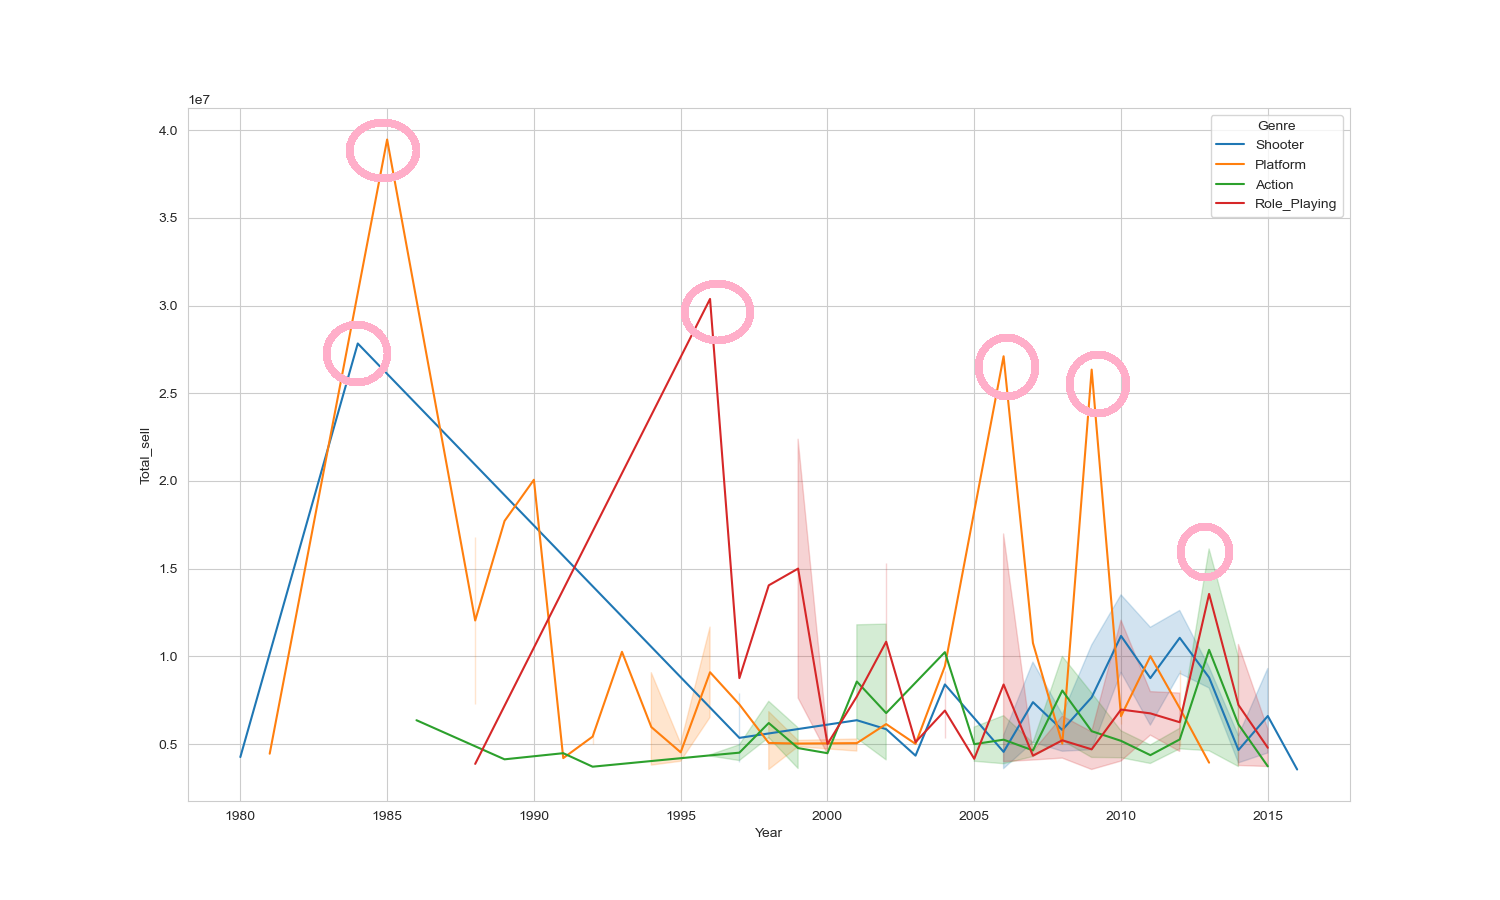 1e7
4.0
3.5
3.0
2.5
2.0
1.5
1.0
0.5
Total_sell
1980 1985 1990 1995 2000 2005 2010 2015
Year
Genre
Shooter
Platform
Action
Role_Playing